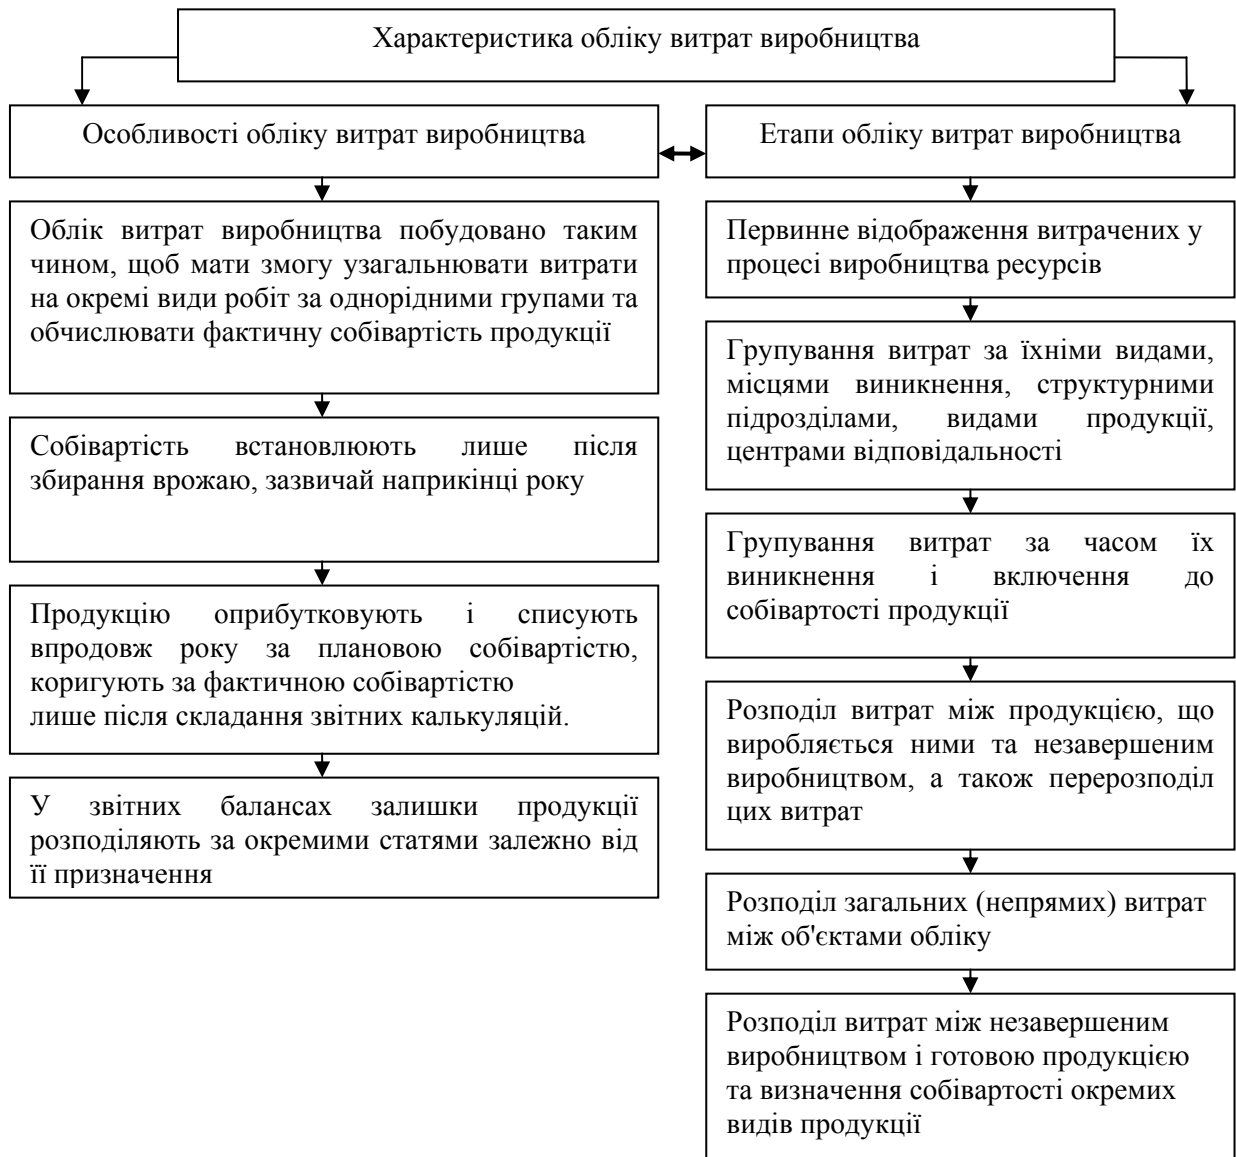 Характеристика обліку витрат виробництва
Особливості обліку витрат виробництва
Етапи обліку витрат виробництва
Облік витрат виробництва побудовано таким
чином, щоб мати змогу узагальнювати витрати
на окремі види робіт за однорідними групами та
обчислювати фактичну собівартість продукції
Собівартість встановлюють лише після
збирання врожаю, зазвичай наприкінці року
Продукцію оприбутковують і списують
впродовж року за плановою собівартістю,
коригують за фактичною собівартістю
лише після складання звітних калькуляцій.
У звітних балансах залишки продукції
розподіляють за окремими статями залежно від
її призначення
Первинне відображення витрачених у
процесі виробництва ресурсів
Групування витрат за їхніми видами,
місцями виникнення, структурними
підрозділами, видами продукції,
центрами відповідальності
Групування витрат за часом їх
виникнення і включення до
собівартості продукції
Розподіл витрат між продукцією, що
виробляється ними та незавершеним
виробництвом, а також перерозподіл
цих витрат
Розподіл загальних (непрямих) витрат
між об'єктами обліку
Розподіл витрат між незавершеним
виробництвом і готовою продукцією
та визначення собівартості окремих
видів продукції